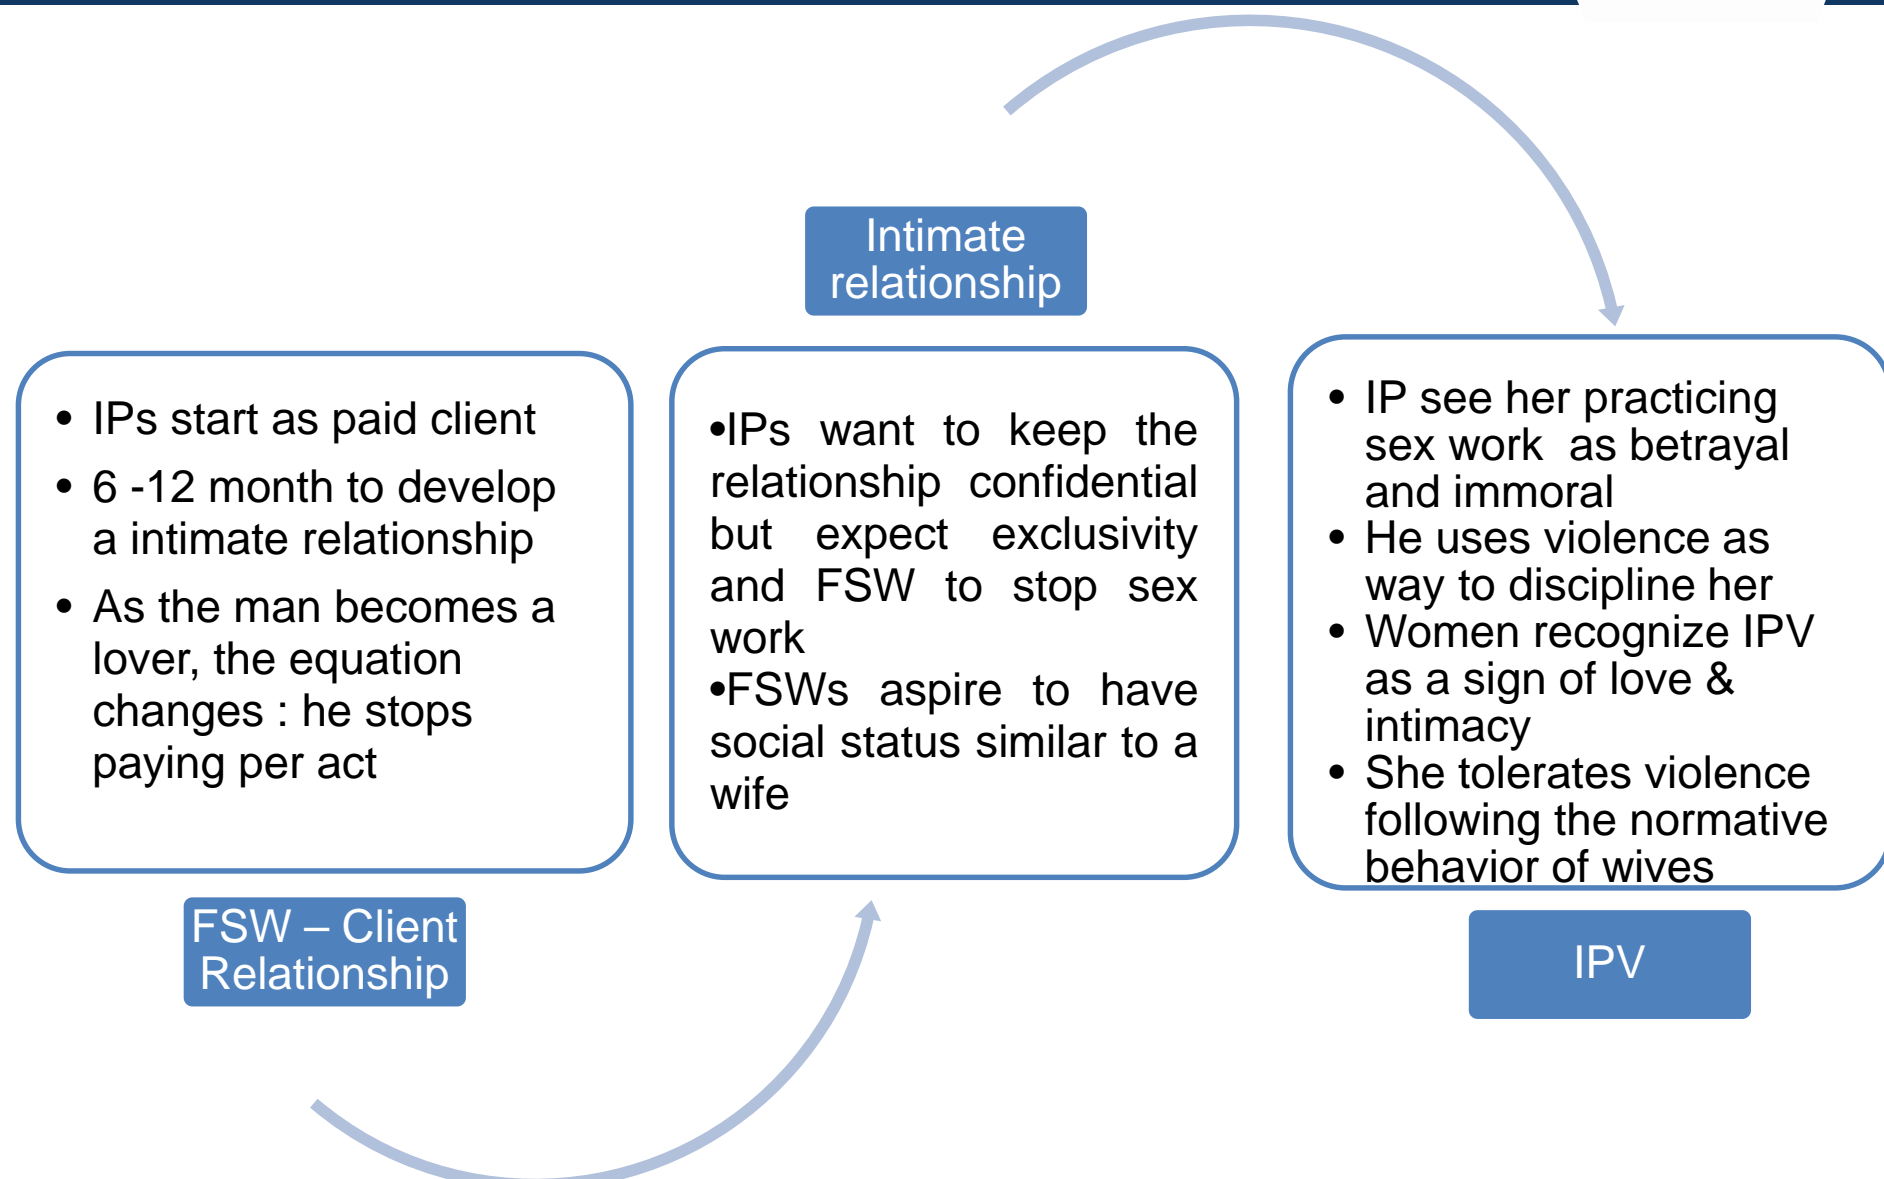 Intimate
relationship
• IPs start as paid client
• 6 -12 month to develop
a intimate relationship
• As the man becomes a
lover, the equation
changes : he stops
paying per act
FSW – Client
Relationship
•IPs want to keep the
relationship confidential
but expect exclusivity
and FSW to stop sex
work
•FSWs aspire to have
social status similar to a
wife
• IP see her practicing
sex work as betrayal
and immoral
• He uses violence as
way to discipline her
• Women recognize IPV
as a sign of love &
intimacy
• She tolerates violence
following the normative
behavior of wives
IPV